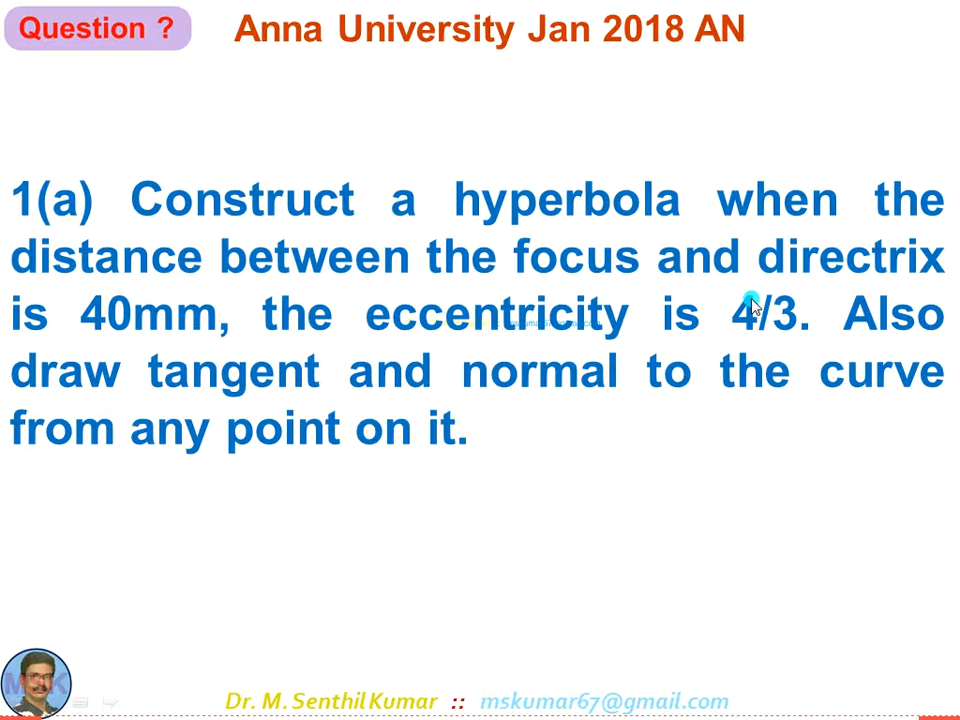 Question ?
Anna University Jan 2018 AN
1(a) Construct a hyperbola when the
distance between the focus and directrix
is 40mm, the eccentricity is 4/3. Also
draw tangent and normal to the curve
from any point on it.
Dr. M. Senthil Kumar :: mskumar67@gmail.com